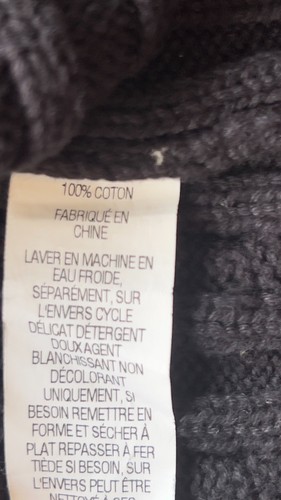 100% COTON
FABRIQUÉ EN
CHINE
LAVER EN MACHINE EN
EAU FROIDE,
SÉPARÉMENT, SUR
L'ENVERS CYCLE
DÉLICAT DÉTERGENT
DOUX AGENT
BLANCHISSANT NON
DÉCOLORANT
UNIQUEMENT, SI
BESOIN REMETTRE EN
FORME ET SÉCHER À
PLAT REPASSER À FER
TIÈDE SI BESOIN, SUR
L'ENVERS PEUT ÊTRE
NETTOYÉ À SEC